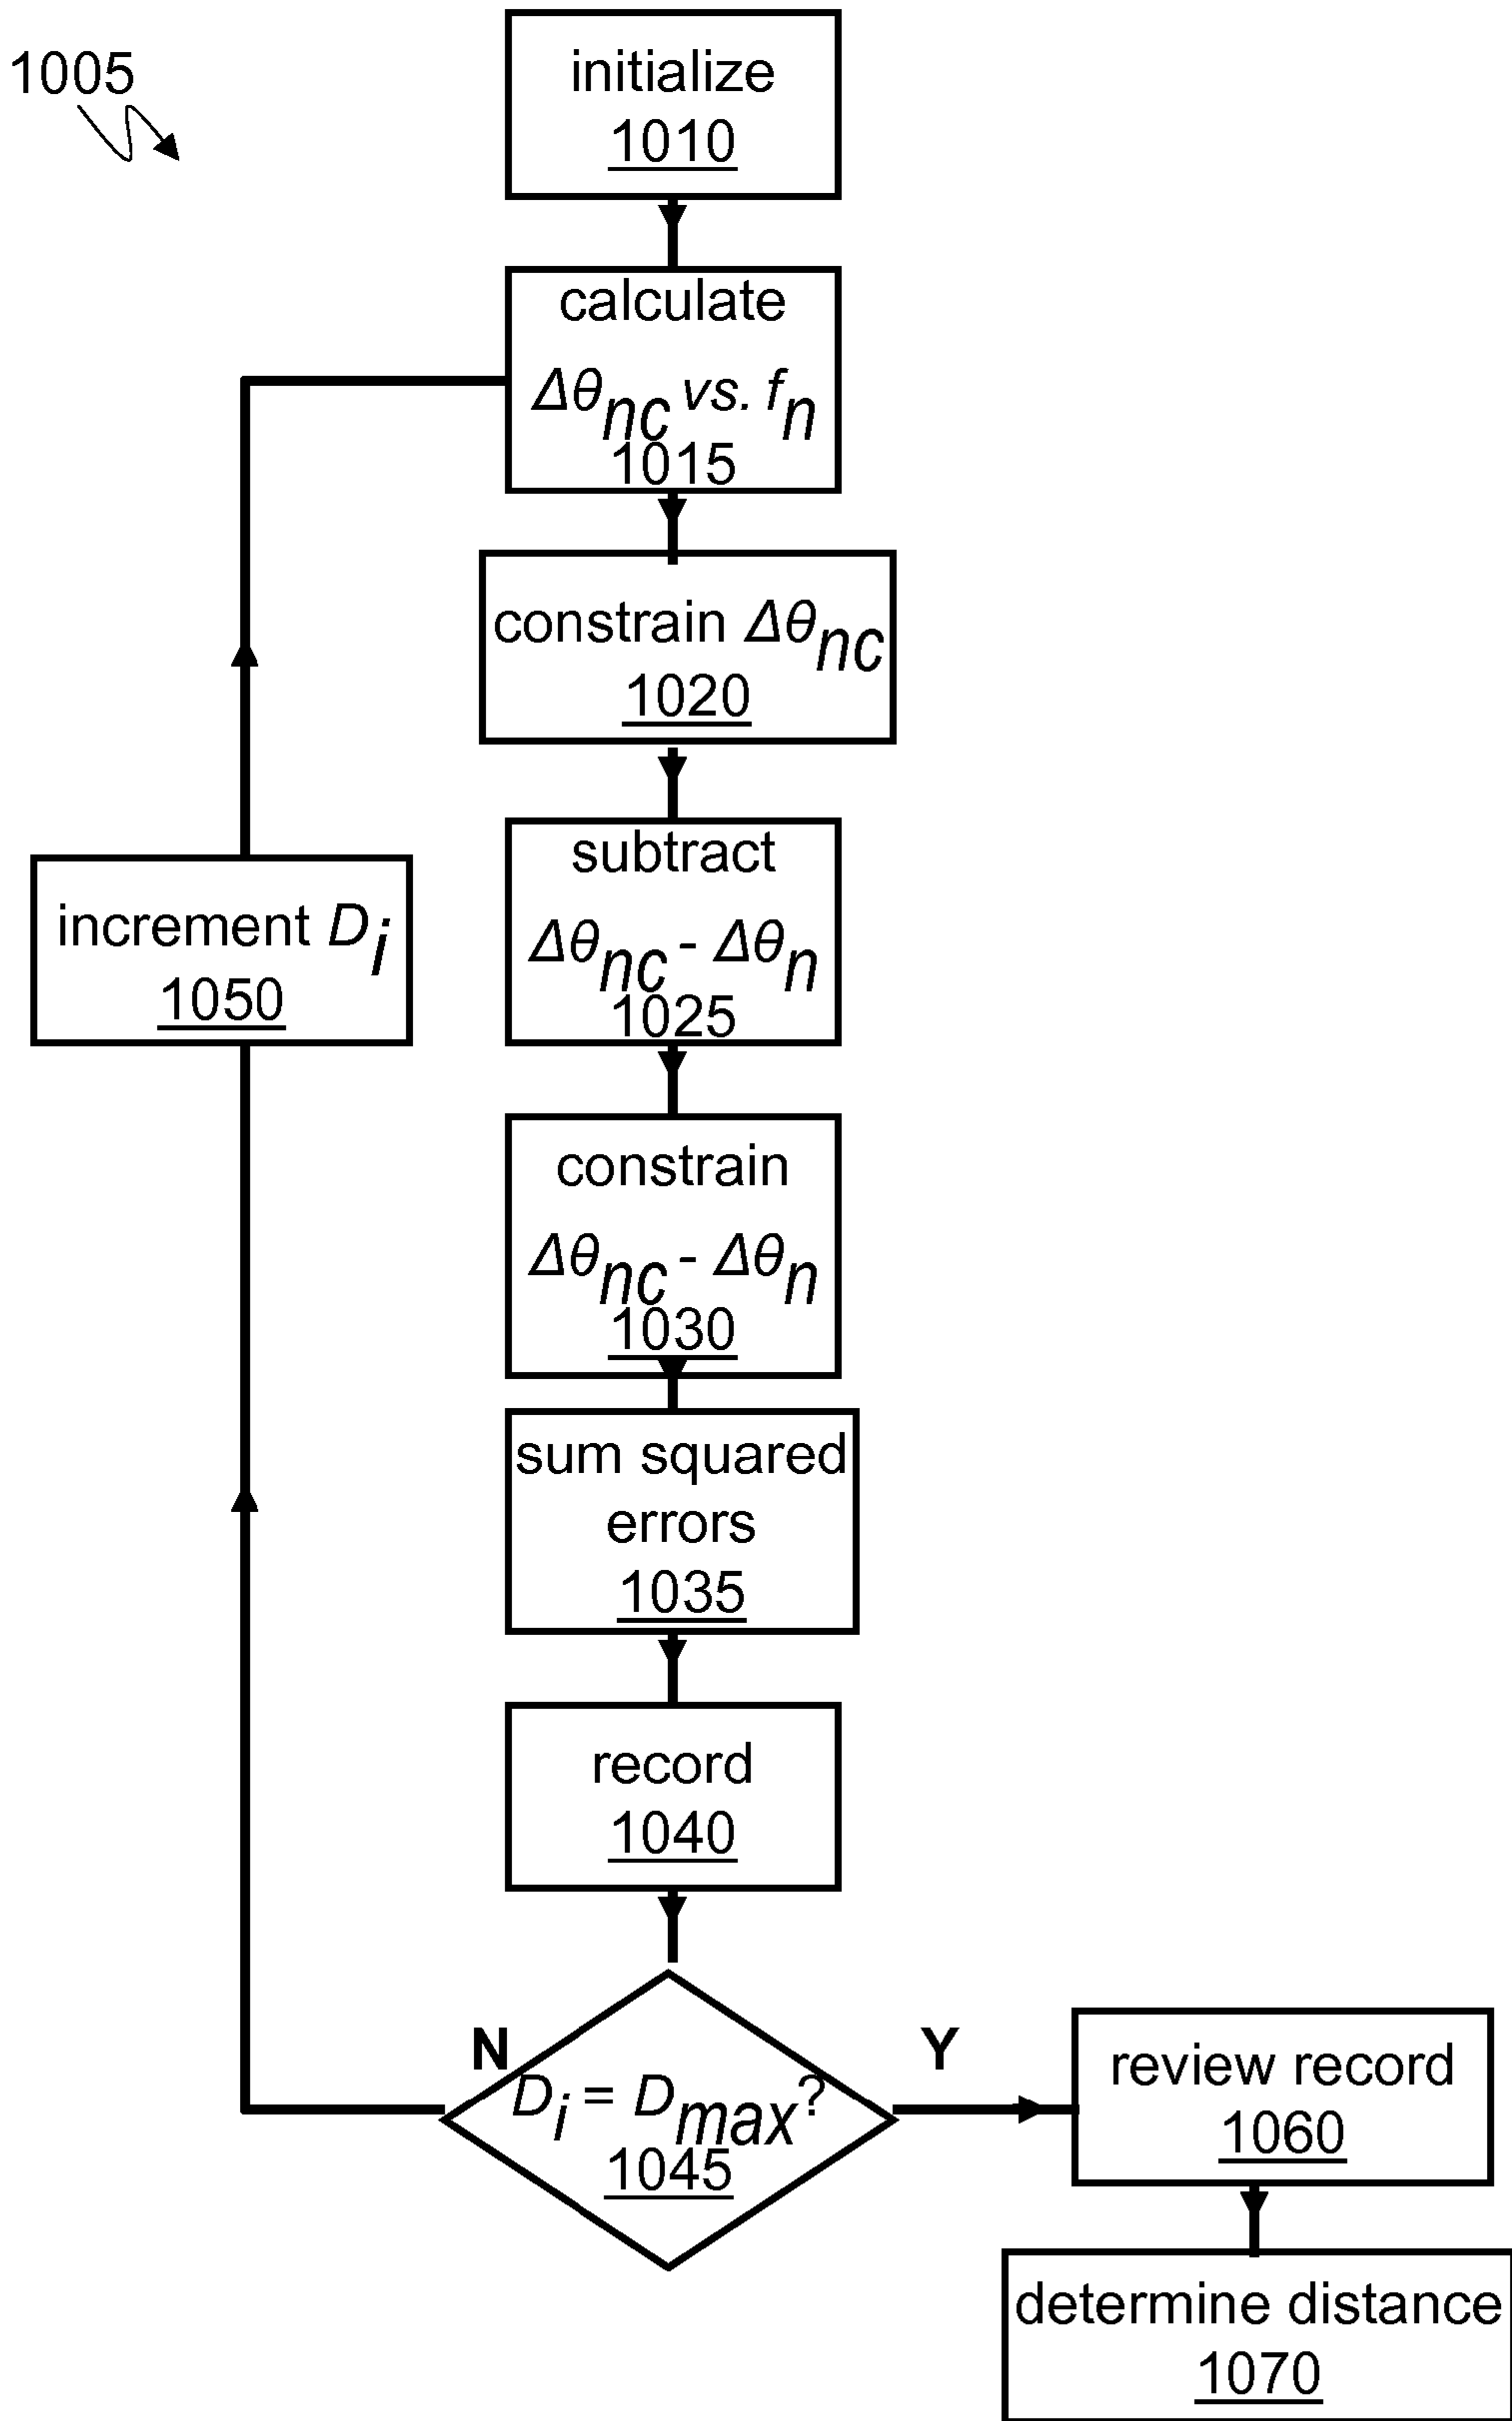 1005
initialize
1010
calculate
Δθnc vs. fn
1015
constrain Δθnc
1020
subtract
Δθnc - Δθn
1025
increment Di
1050
constrain
Δθnc - Δθn
1030
sum squared
errors
1035
record
1040
N
Y
Di = Dmax?
1045
review record
1060
determine distance
1070